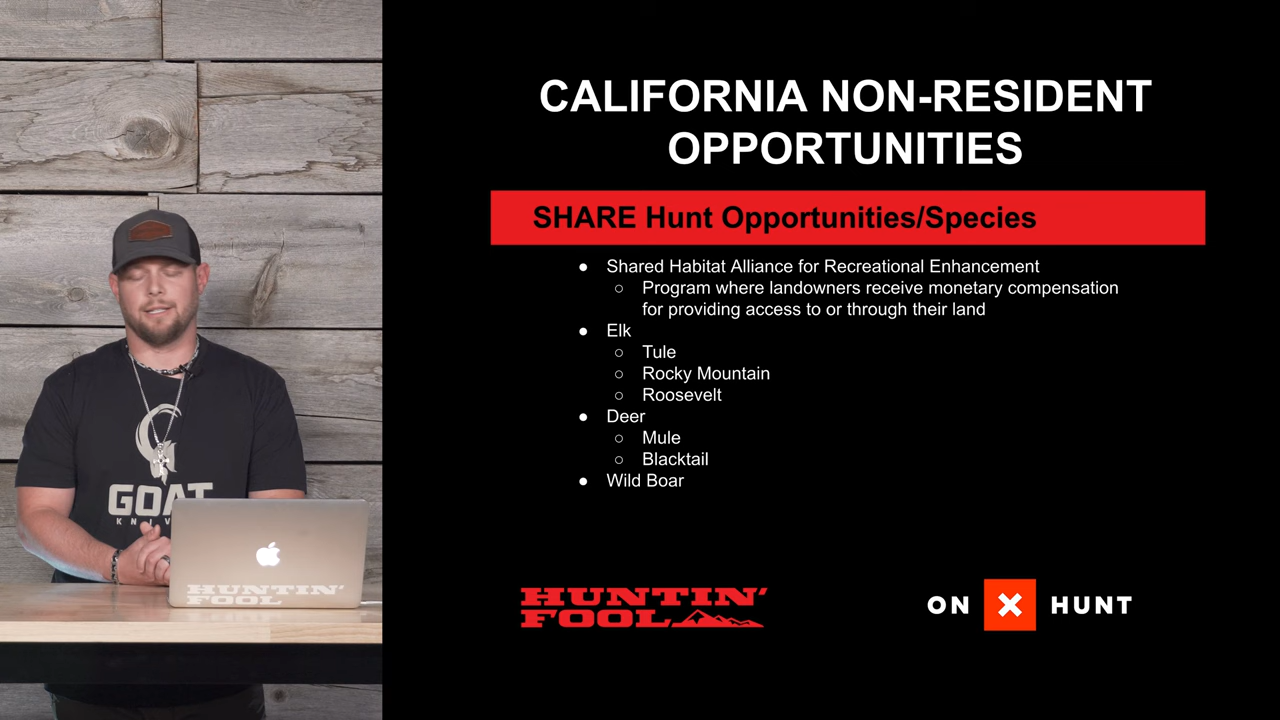 CALIFORNIA NON-RESIDENT
OPPORTUNITIES
SHARE Hunt Opportunities/Species
● Shared Habitat Alliance for Recreational Enhancement
○ Program where landowners receive monetary compensation
for providing access to or through their land
● Elk
○ Tule
○ Rocky Mountain
○ Roosevelt
● Deer
○ Mule
○ Blacktail
● Wild Boar
HUNTIN' FOOL
ON X HUNT
GOAT
KNIV
HUNTIN'
FOOL